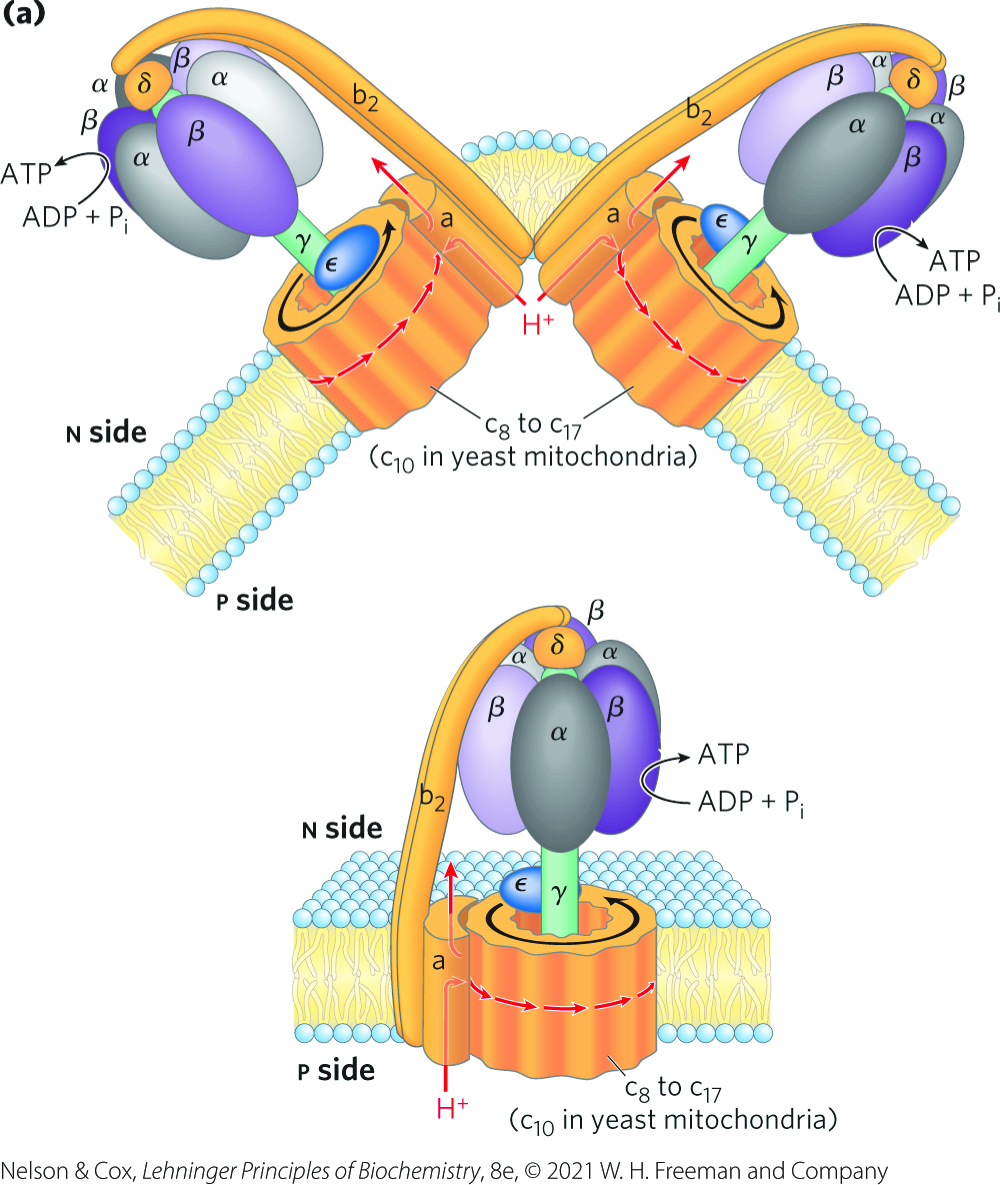 (a)
β
α
α
δ
β
β
α
ATP
ADP + Pi
b₂
a
γ
ϵ
b₂
α
δ
β
β
α
α
β
a
ϵ
γ
ATP
ADP + Pi
H⁺
c₈ to c₁₇
(c₁₀ in yeast mitochondria)
N side
P side
β
δ
α
α
β
β
α
ATP
ADP + Pi
b₂
N side
ϵ
γ
a
P side
H⁺
c₈ to c₁₇
(c₁₀ in yeast mitochondria)
Nelson & Cox, Lehninger Principles of Biochemistry, 8e, © 2021 W. H. Freeman and Company